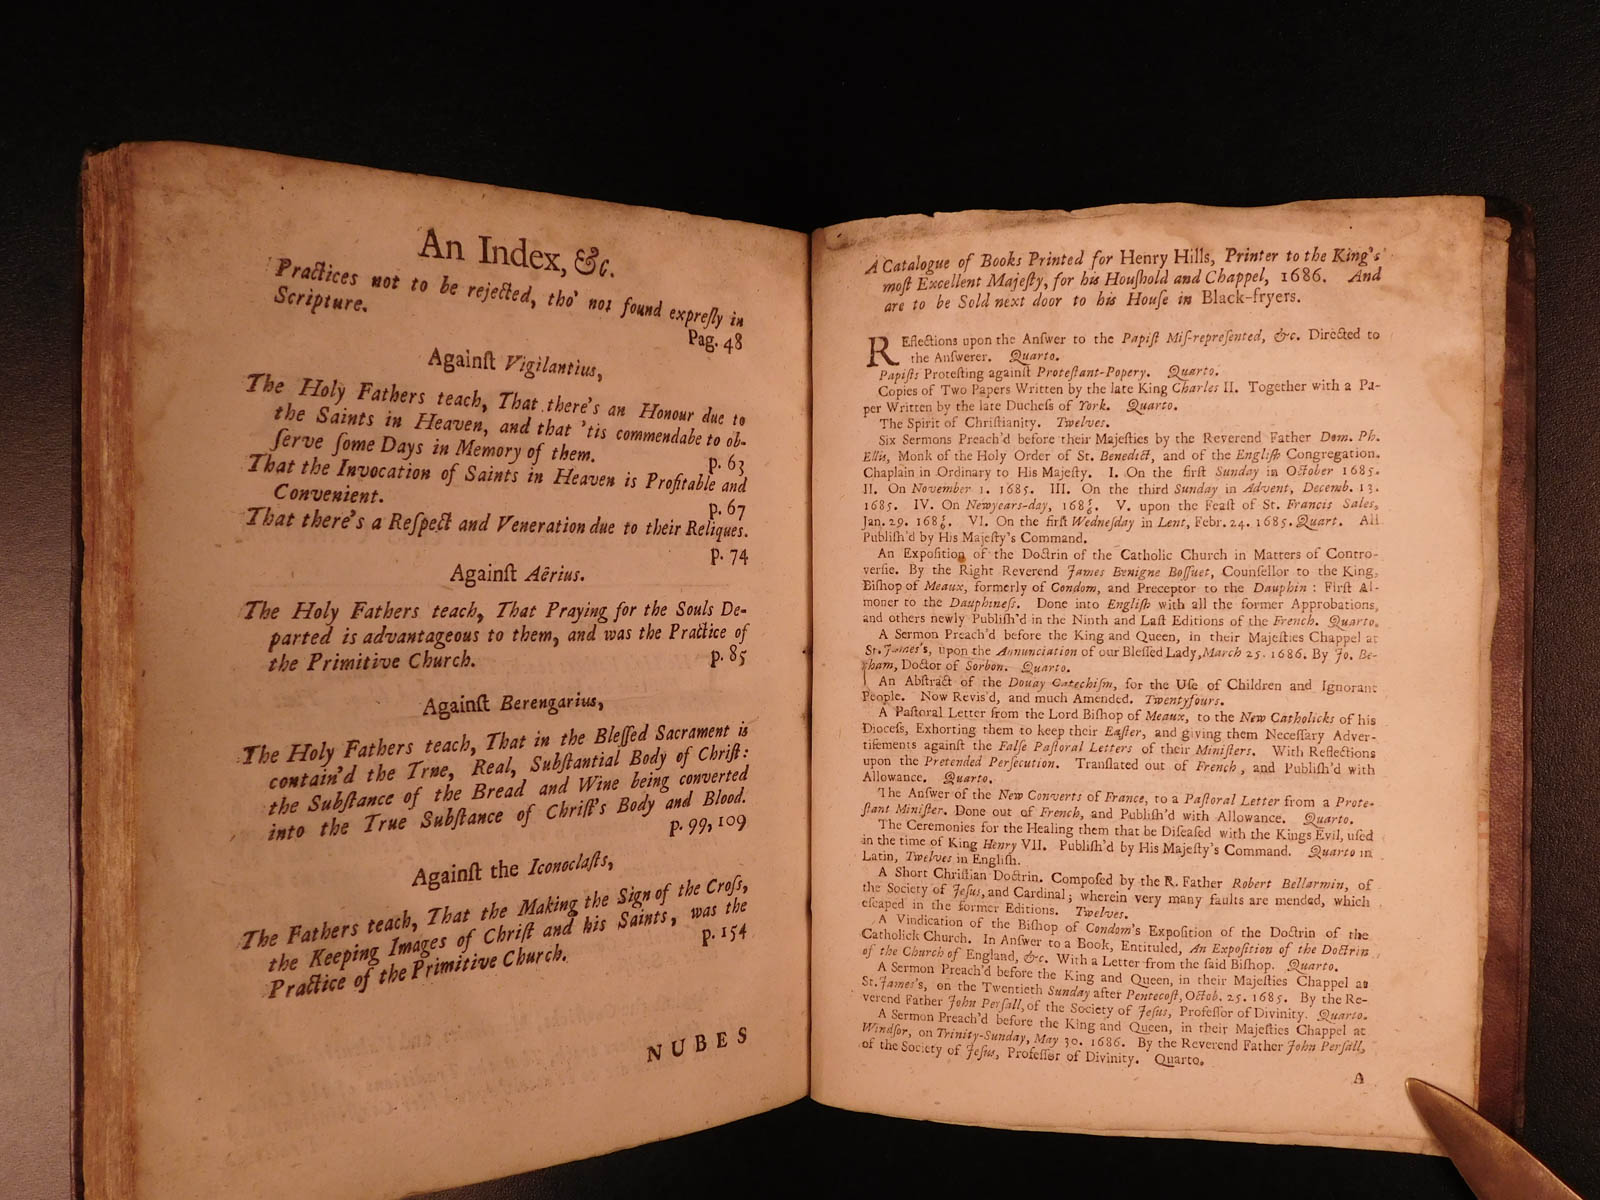 An Index, &c.
Practices not to be rejected, tho' not found expresly in
Scripture.
Pag. 48
Againſt Vigilantius,
The Holy Fathers teach, That there's an Honour due to
the Saints in Heaven, and that 'tis commendabe to ob-
ſerve ſome Days in Memory of them.
p. 63
That the Invocation of Saints in Heaven is Profitable and
Convenient.
p. 67
That there's a Reſpect and Veneration due to their Reliques.
p. 74
Againſt Aërius.
The Holy Fathers teach, That Praying for the Souls De-
parted is advantageous to them, and was the Practice of
the Primitive Church.
p. 85
Againſt Berengarius,
The Holy Fathers teach, That in the Bleſſed Sacrament is
contain'd the Trne, Real, Subſtantial Body of Chriſt:
the Subſtance of the Bread and Wine being converted
into the True Subſtance of Chriſt's Body and Blood.
p. 99, 109
Againſt the Iconoclaſts,
The Fathers teach, That the Making the Sign of the Croſs,
the Keeping Images of Chriſt and his Saints, was the
Practice of the Primitive Church.
p. 154
NUBES
A Catalogue of Books Printed for Henry Hills, Printer to the King's
moſt Excellent Majeſty, for his Houſhold and Chappel, 1686. And
are to be Sold next door to his Houſe in Black-fryers.
REflections upon the Anſwer to the Papiſt Miſ-repreſented, &c. Directed to
the Anſwerer. Quarto.
Papiſts Proteſting againſt Proteſtant-Popery. Quarto.
Copies of Two Papers Written by the late King Charles II. Together with a Pa-
per Written by the late Ducheſs of York. Quarto.
The Spirit of Chriſtianity. Twelves.
Six Sermons Preach'd before their Majeſties by the Reverend Father Dom. Ph.
Ellis, Monk of the Holy Order of St. Benedict, and of the Engliſh Congregation.
Chaplain in Ordinary to His Majeſty. I. On the firſt Sunday in October 1685.
II. On November 1. 1685. III. On the third Sunday in Advent, Decemb. 13.
1685. IV. On Newyears-day, 168⅚. V. upon the Feaſt of St. Francis Sales,
Jan. 29. 168⅚. VI. On the firſt Wedneſday in Lent, Febr. 24. 1685. Quart. All
Publiſh'd by His Majeſty's Command.
An Expoſition of the Doctrin of the Catholic Church in Matters of Contro-
verſie. By the Right Reverend James Benigne Boſſuet, Counſellor to the King,
Biſhop of Meaux, formerly of Condom, and Preceptor to the Dauphin: Firſt Al-
moner to the Dauphineſs. Done into Engliſh with all the former Approbations,
and others newly Publiſh'd in the Ninth and Laſt Editions of the French. Quarto.
A Sermon Preach'd before the King and Queen, in their Majeſties Chappel at
St. James's, upon the Annunciation of our Bleſſed Lady, March 25. 1686. By Jo. Be-
tham, Doctor of Sorbon. Quarto.
An Abſtract of the Douay Catechiſm, for the Uſe of Children and Ignorant
People. Now Revis'd, and much Amended. Twentyfours.
A Paſtoral Letter from the Lord Biſhop of Meaux, to the New Catholicks of his
Dioceſs, Exhorting them to keep their Eaſter, and giving them Neceſſary Adver-
tiſements againſt the Falſe Paſtoral Letters of their Miniſters. With Reflections
upon the Pretended Perſecution. Tranſlated out of French, and Publiſh'd with
Allowance. Quarto.
The Anſwer of the New Converts of France, to a Paſtoral Letter from a Prote-
ſtant Miniſter. Done out of French, and Publiſh'd with Allowance. Quarto.
The Ceremonies for the Healing them that be Diſeaſed with the Kings Evil, uſed
in the time of King Henry VII. Publiſh'd by His Majeſty's Command. Quarto in
Latin, Twelves in Engliſh.
A Short Chriſtian Doctrin. Compoſed by the R. Father Robert Bellarmin, of
the Society of Jeſus, and Cardinal; wherein very many faults are mended, which
eſcaped in the former Editions. Twelves.
A Vindication of the Biſhop of Condom's Expoſition of the Doctrin of the
Catholick Church. In Anſwer to a Book, Entituled, An Expoſition of the Doctrin
of the Church of England, &c. With a Letter from the ſaid Biſhop. Quarto.
A Sermon Preach'd before the King and Queen, in their Majeſties Chappel at
St. James's, on the Twentieth Sunday after Pentecoſt, Octob. 25. 1685. By the Re-
verend Father John Perſall, of the Society of Jeſus, Profeſſor of Divinity. Quarto.
A Sermon Preach'd before the King and Queen, in their Majeſties Chappel at
Windſor, on Trinity-Sunday, May 30. 1686. By the Reverend Father John Perſall,
of the Society of Jeſus, Profeſſor of Divinity. Quarto.
A